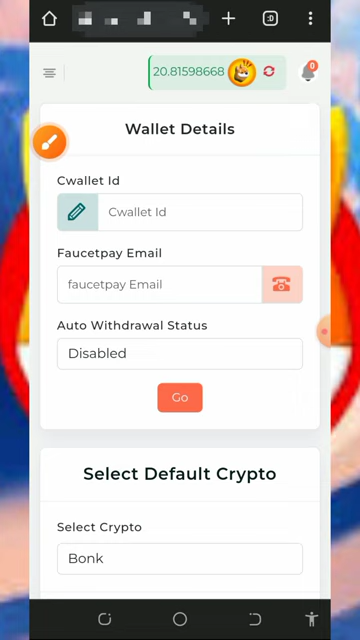 :D
20.81598668
0
Wallet Details
Cwallet Id
Cwallet Id
Faucetpay Email
faucetpay Email
Auto Withdrawal Status
Disabled
Go
Select Default Crypto
Select Crypto
Bonk